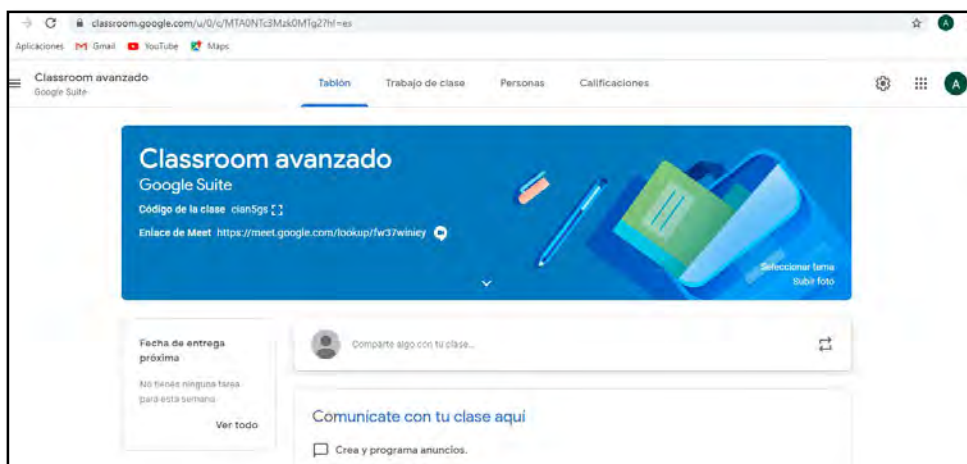 classroom.google.com/u/0/c/MTA0NTc3Mzk0MTg2?hl=es
A
Aplicaciones Gmail YouTube Maps
Classroom avanzado
Google Suite
Tablón Trabajo de clase Personas Calificaciones
A
Classroom avanzado
Google Suite
Código de la clase cian5gs
Enlace de Meet https://meet.google.com/lookup/fw37winiey
Seleccionar tema
Subir foto
Fecha de entrega
próxima
No tienes ninguna tarea
para esta semana
Ver todo
Comparte algo con tu clase...
Comunícate con tu clase aquí
Crea y programa anuncios.